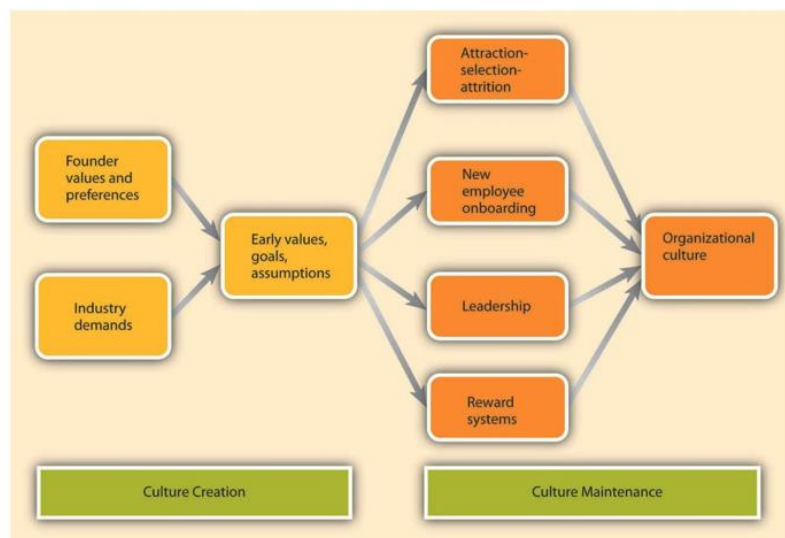 Founder
values and
preferences
Industry
demands
Early values,
goals,
assumptions
Attraction-
selection-
attrition
New
employee
onboarding
Leadership
Reward
systems
Organizational
culture
Culture Creation
Culture Maintenance